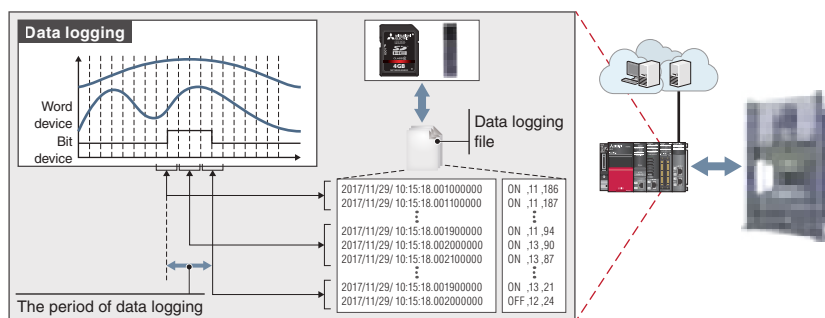 Data logging
Word
device
Bit
device
4GB
Data logging
file
2017/11/29/ 10:15:18.001000000 ON ,11,186
2017/11/29/ 10:15:18.001100000 ON ,11,187
2017/11/29/ 10:15:18.001900000 ON ,11,94
2017/11/29/ 10:15:18.002000000 ON ,13,90
2017/11/29/ 10:15:18.002100000 ON ,13,87
2017/11/29/ 10:15:18.001900000 ON ,13,21
2017/11/29/ 10:15:18.002000000 OFF ,12,24
The period of data logging